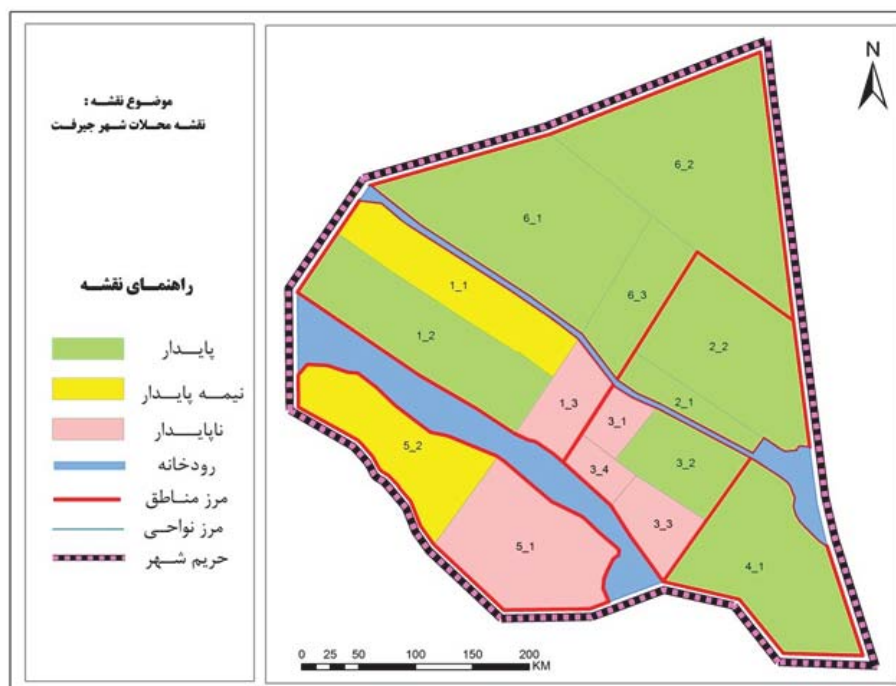 موضوع نقشه :
نقشه محلات شهر جیرفت
راهنمای نقشه
پایدار
نیمه پایدار
ناپایدار
رودخانه
مرز مناطق
مرز نواحی
حریم شهر
N
6_2
6_1
6_3
1_1
1_2
2_2
2_1
1_3
3_1
3_2
3_4
3_3
5_2
5_1
4_1
0 25 50 100 150 200
KM